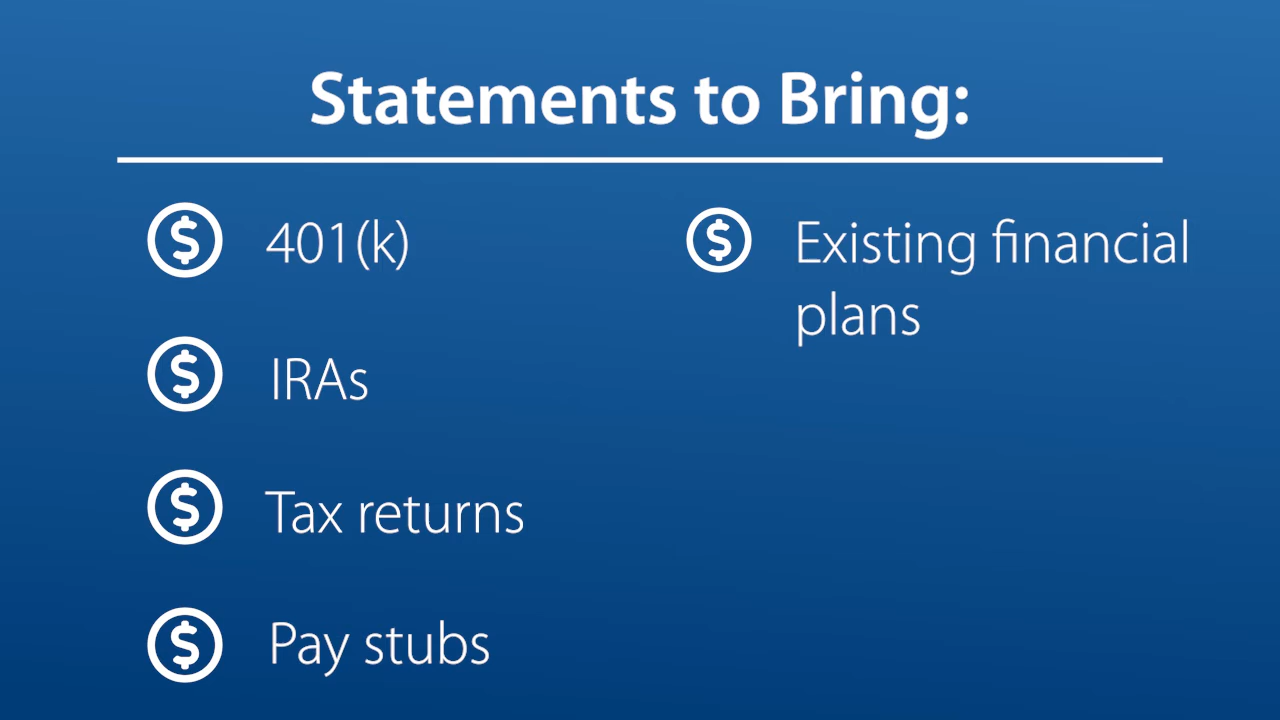 Statements to Bring:
401(k)
IRAs
Tax returns
Pay stubs
Existing financial
plans